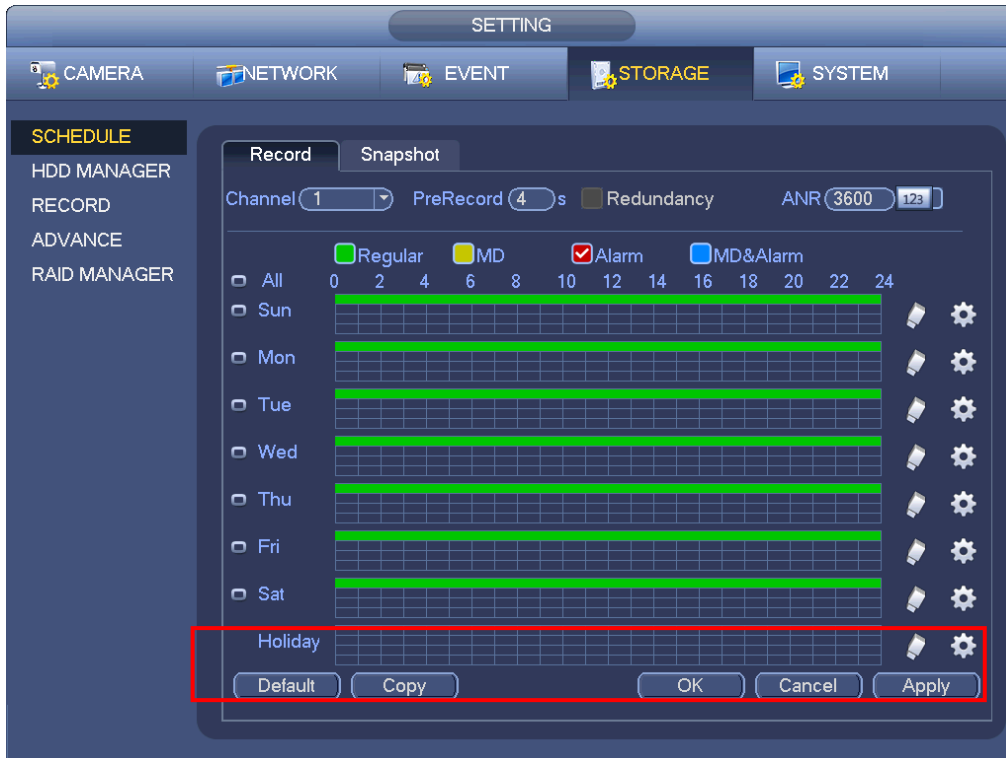 SETTING
CAMERA NETWORK EVENT STORAGE SYSTEM
SCHEDULE
HDD MANAGER
RECORD
ADVANCE
RAID MANAGER
Record Snapshot
Channel 1 PreRecord 4 s Redundancy ANR 3600 123
Regular MD Alarm MD&Alarm
All 0 2 4 6 8 10 12 14 16 18 20 22 24
Sun
Mon
Tue
Wed
Thu
Fri
Sat
Holiday
Default Copy OK Cancel Apply